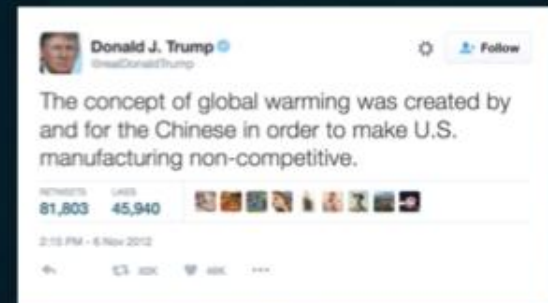 Donald J. Trump
@realDonaldTrump
Follow
The concept of global warming was created by
and for the Chinese in order to make U.S.
manufacturing non-competitive.
RETWEETS LIKES
81,803 45,940
2:15 PM - 6 Nov 2012